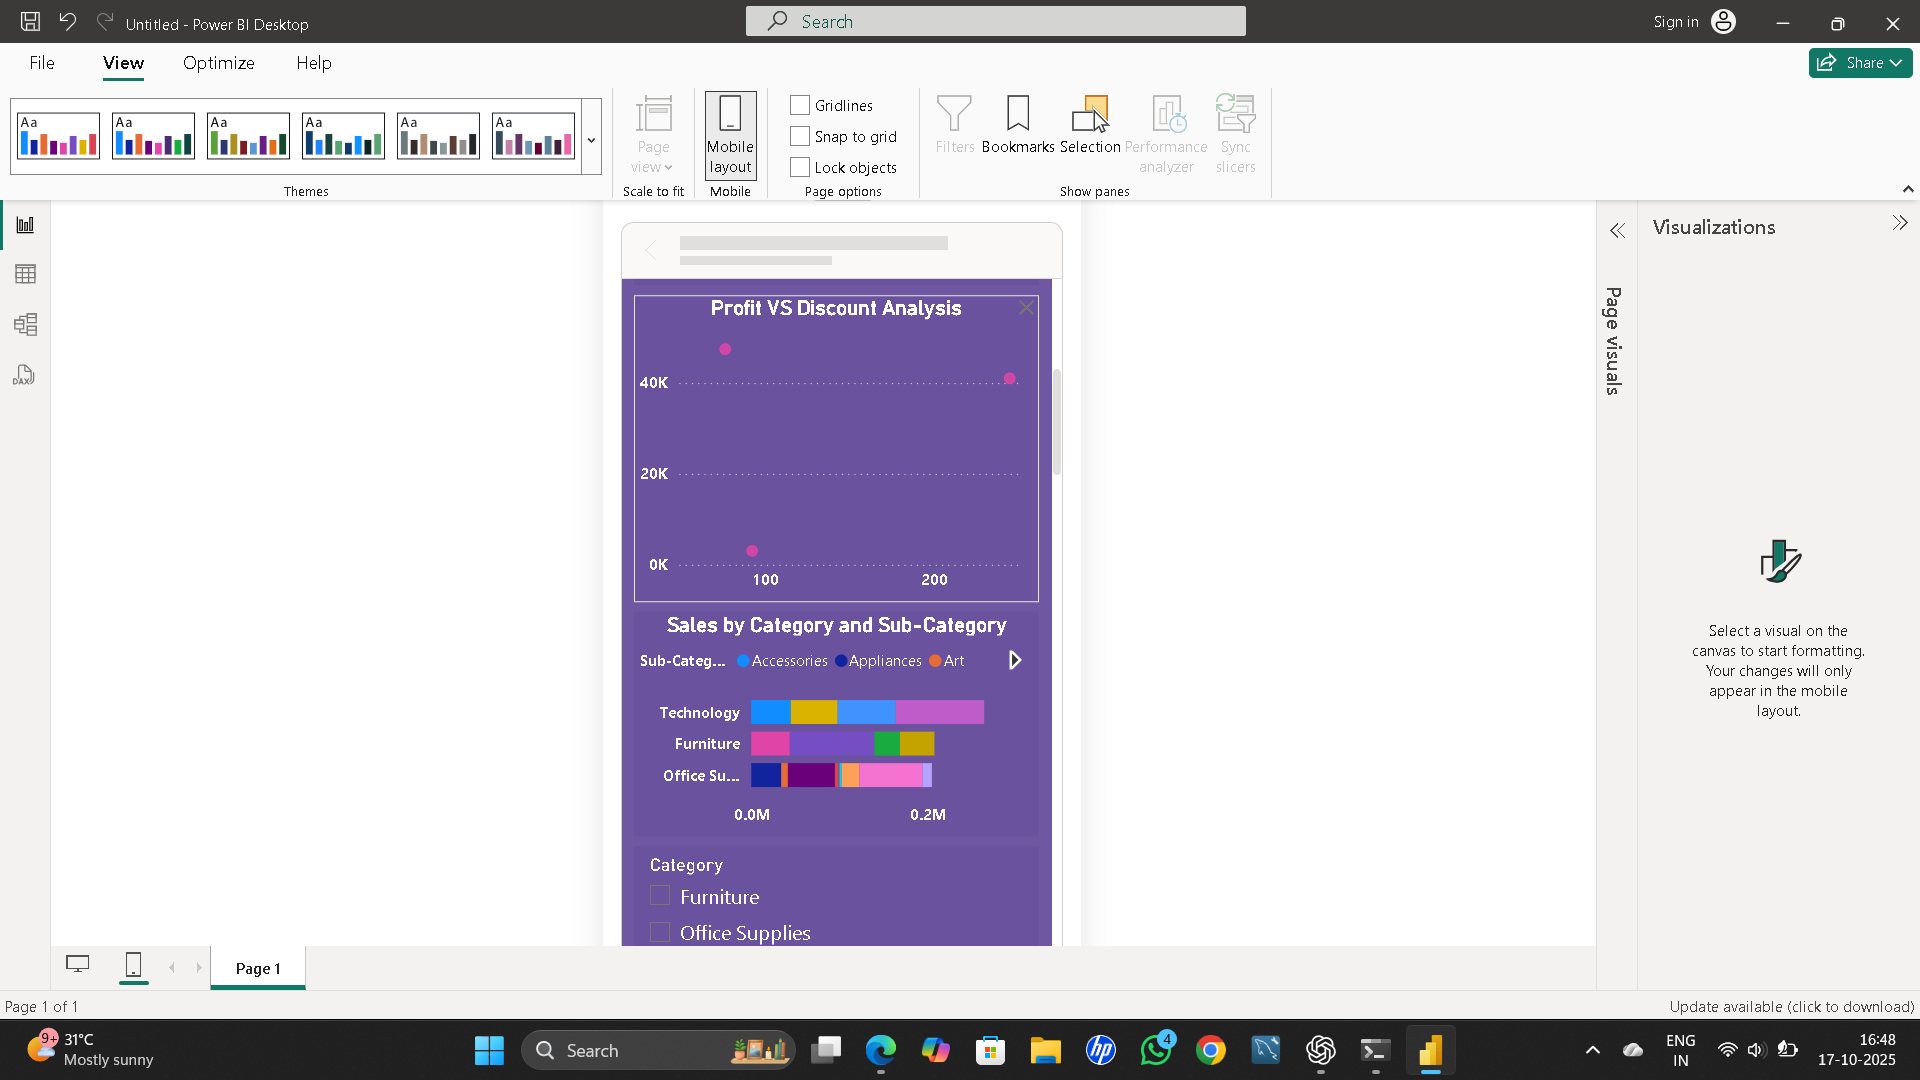 Untitled - Power BI Desktop
Search
Sign in
File
View
Optimize
Help
Share
Aa
Aa
Aa
Aa
Aa
Aa
Themes
Page
view
Scale to fit
Mobile
layout
Mobile
Gridlines
Snap to grid
Lock objects
Page options
Filters
Bookmarks
Selection
Performance
analyzer
Sync
slicers
Show panes
DAX
Profit VS Discount Analysis
40K
20K
0K
100
200
Sales by Category and Sub-Category
Sub-Categ...
Accessories
Appliances
Art
Technology
Furniture
Office Su...
0.0M
0.2M
Category
Furniture
Office Supplies
Page visuals
Visualizations
Select a visual on the
canvas to start formatting.
Your changes will only
appear in the mobile
layout.
Page 1
Page 1 of 1
Update available (click to download)
9+
31°C
Mostly sunny
Search
hp
4
ENG
IN
16:48
17-10-2025